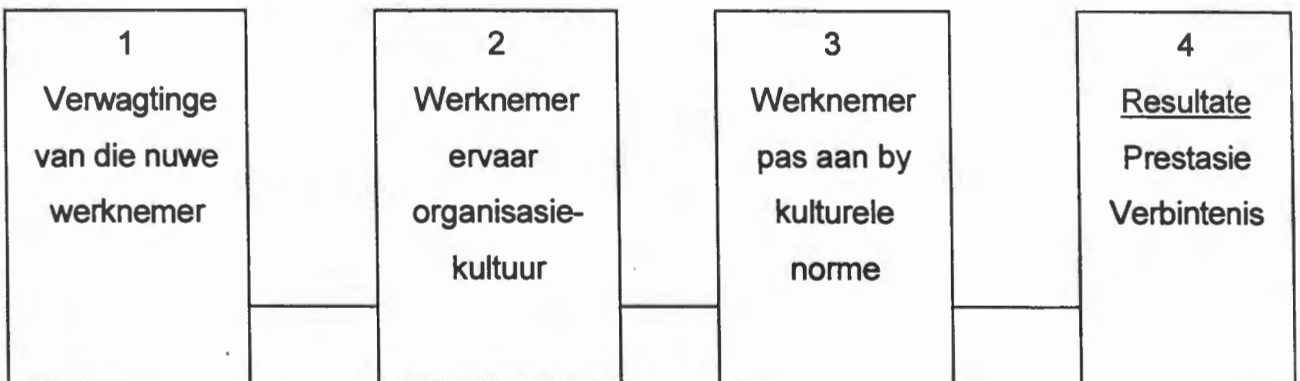 1
Verwagtinge
van die nuwe
werknemer
2
Werknemer
ervaar
organisasie-
kultuur
3
Werknemer
pas aan by
kulturele
norme
4
Resultate
Prestasie
Verbintenis